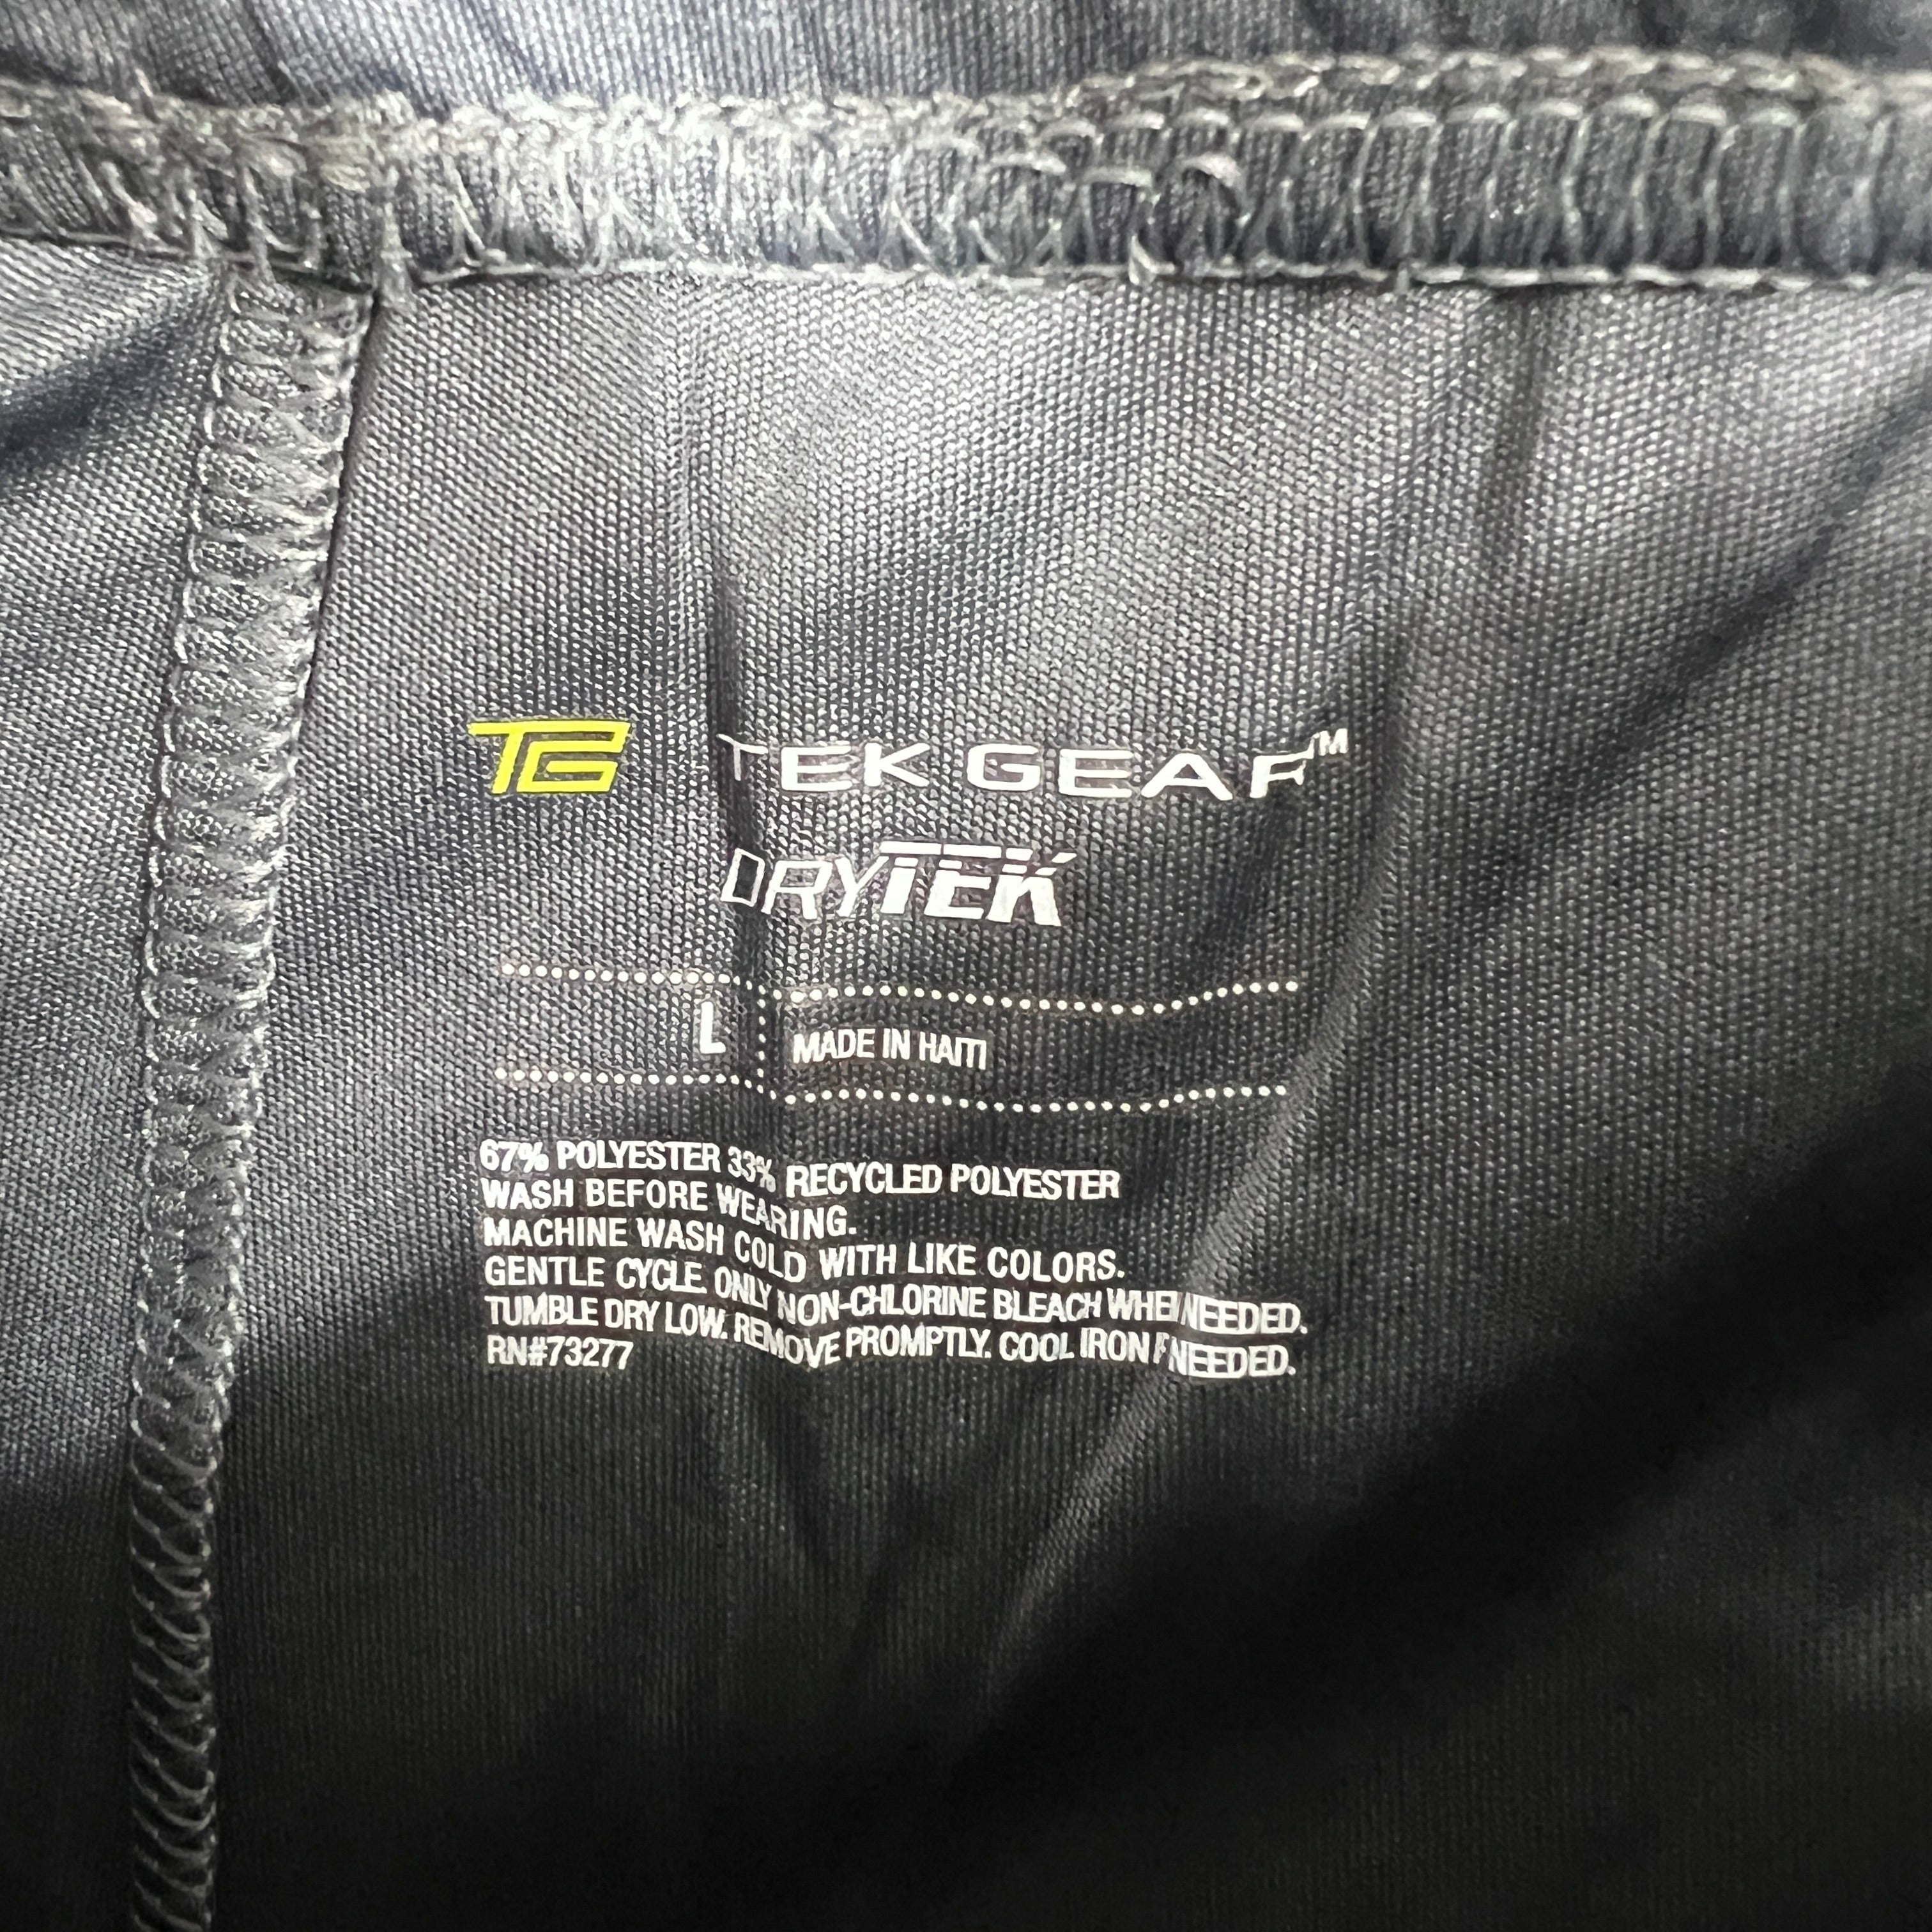 TG TEK GEAR™
DRYTEK
L MADE IN HAITI
67% POLYESTER 33% RECYCLED POLYESTER
WASH BEFORE WEARING.
MACHINE WASH COLD WITH LIKE COLORS.
GENTLE CYCLE ONLY NON-CHLORINE BLEACH WHEN NEEDED.
TUMBLE DRY LOW. REMOVE PROMPTLY. COOL IRON IF NEEDED.
RN#73277